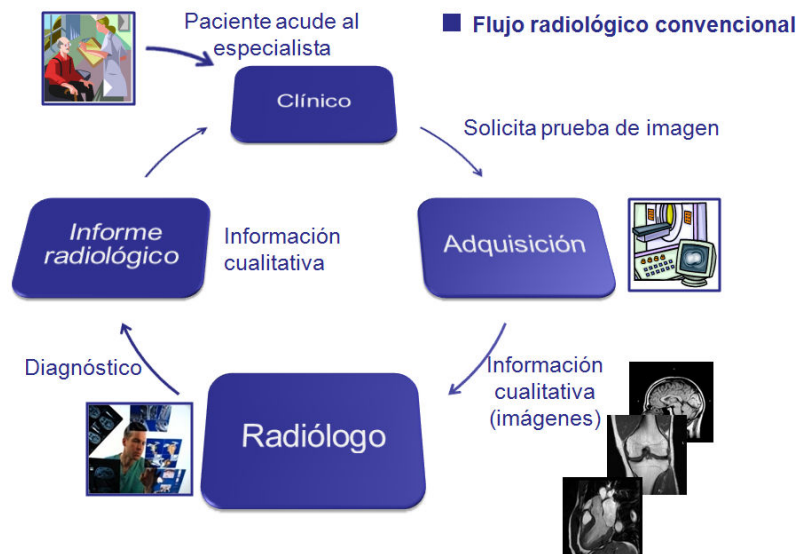 Paciente acude al
especialista
■ Flujo radiológico convencional
Clínico
Solicita prueba de imagen
Informe
radiológico
Información
cualitativa
Adquisición
Diagnóstico
Información
cualitativa
(imágenes)
Radiólogo